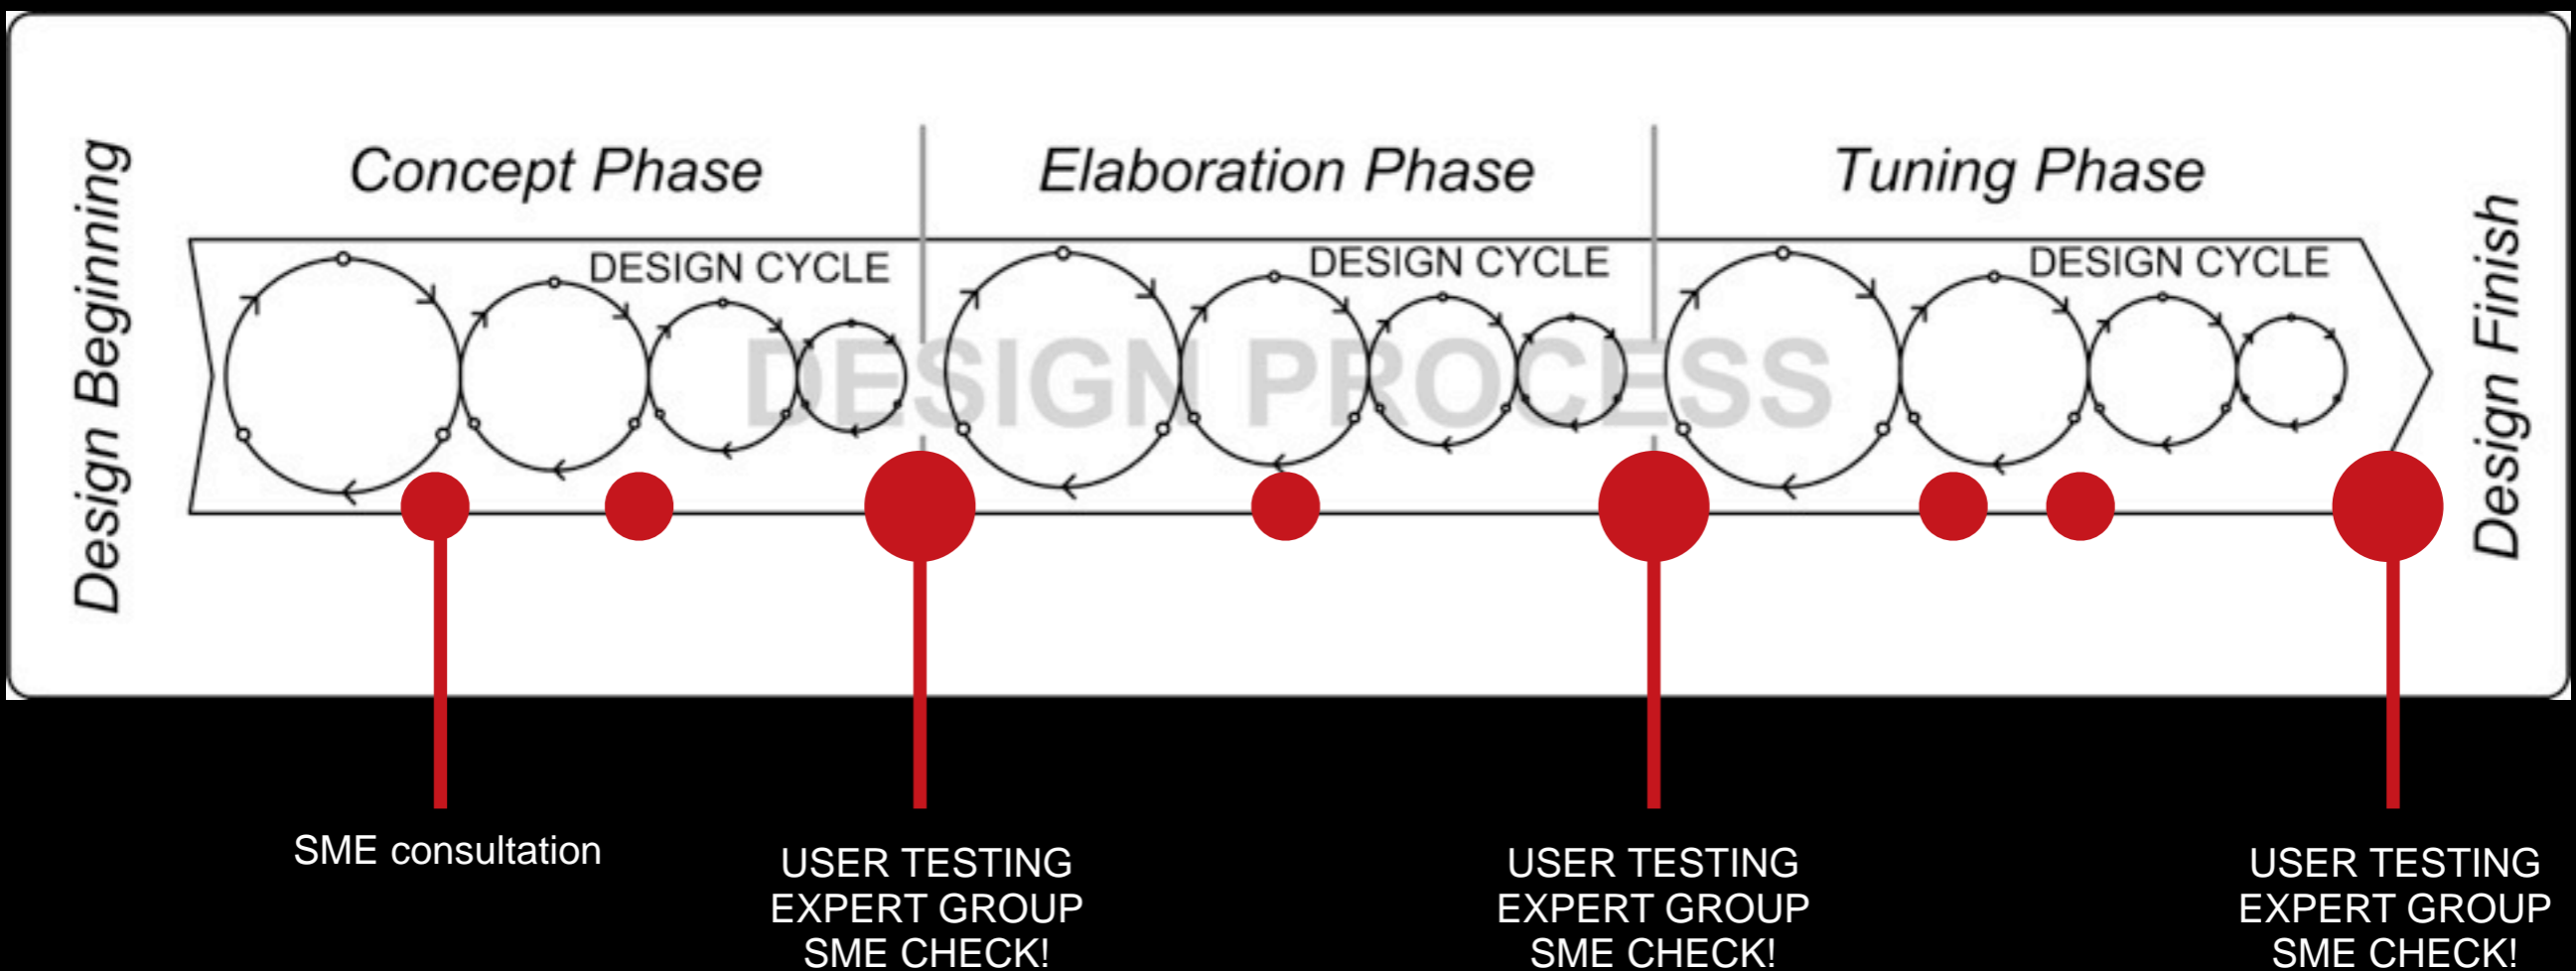 Design Beginning
Concept Phase
Elaboration Phase
Tuning Phase
Design Finish
DESIGN CYCLE
DESIGN CYCLE
DESIGN CYCLE
DESIGN PROCESS
SME consultation
USER TESTING
EXPERT GROUP
SME CHECK!
USER TESTING
EXPERT GROUP
SME CHECK!
USER TESTING
EXPERT GROUP
SME CHECK!